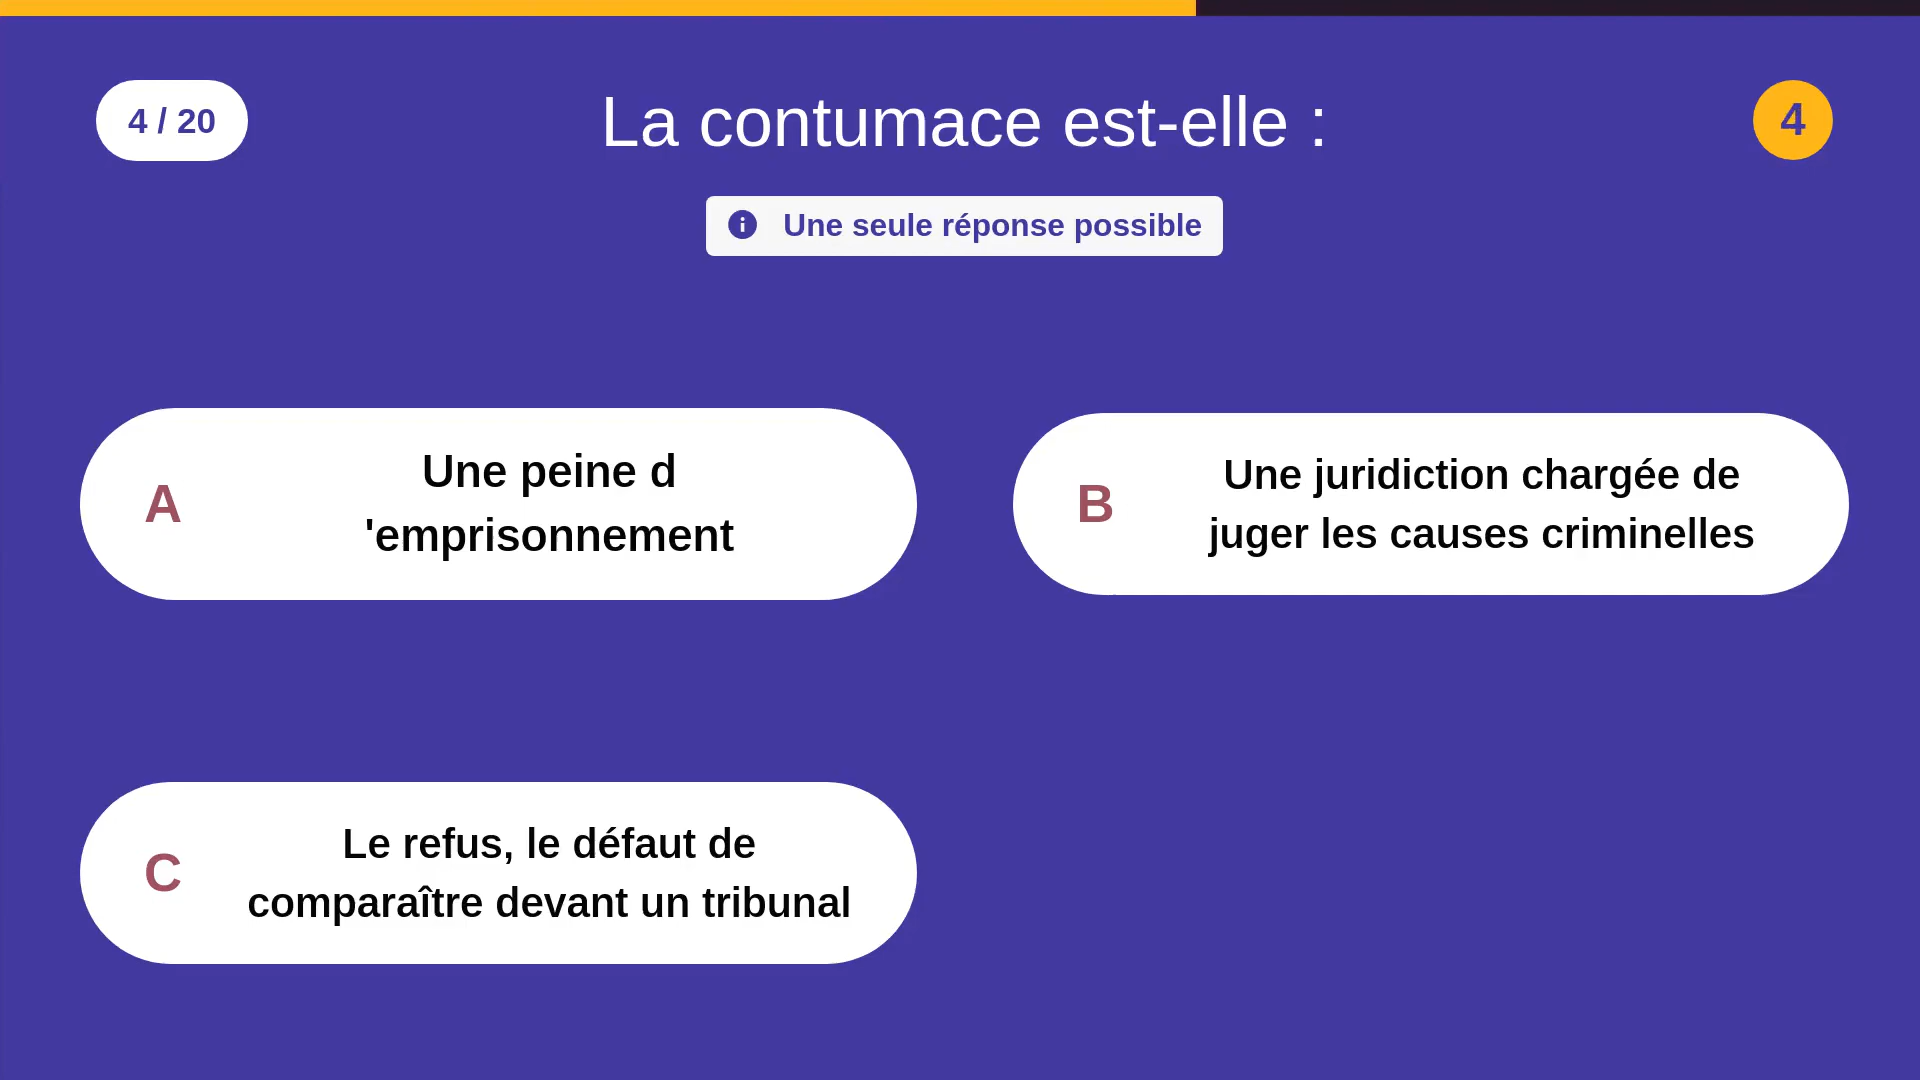 4 / 20
La contumace est-elle :
4
Une seule réponse possible
A
Une peine d
'emprisonnement
B
Une juridiction chargée de
juger les causes criminelles
C
Le refus, le défaut de
comparaître devant un tribunal